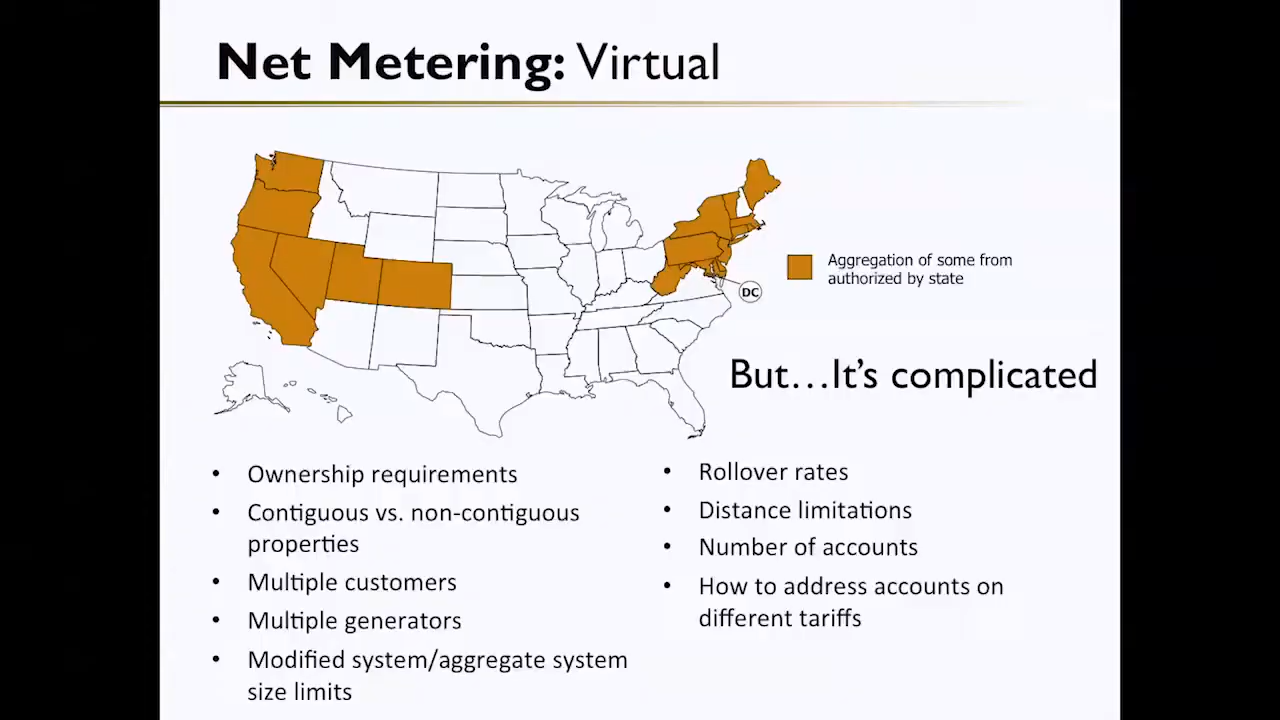 Net Metering: Virtual
Aggregation of some from
authorized by state
DC
But...It's complicated
• Ownership requirements
• Contiguous vs. non-contiguous
properties
• Multiple customers
• Multiple generators
• Modified system/aggregate system
size limits
• Rollover rates
• Distance limitations
• Number of accounts
• How to address accounts on
different tariffs